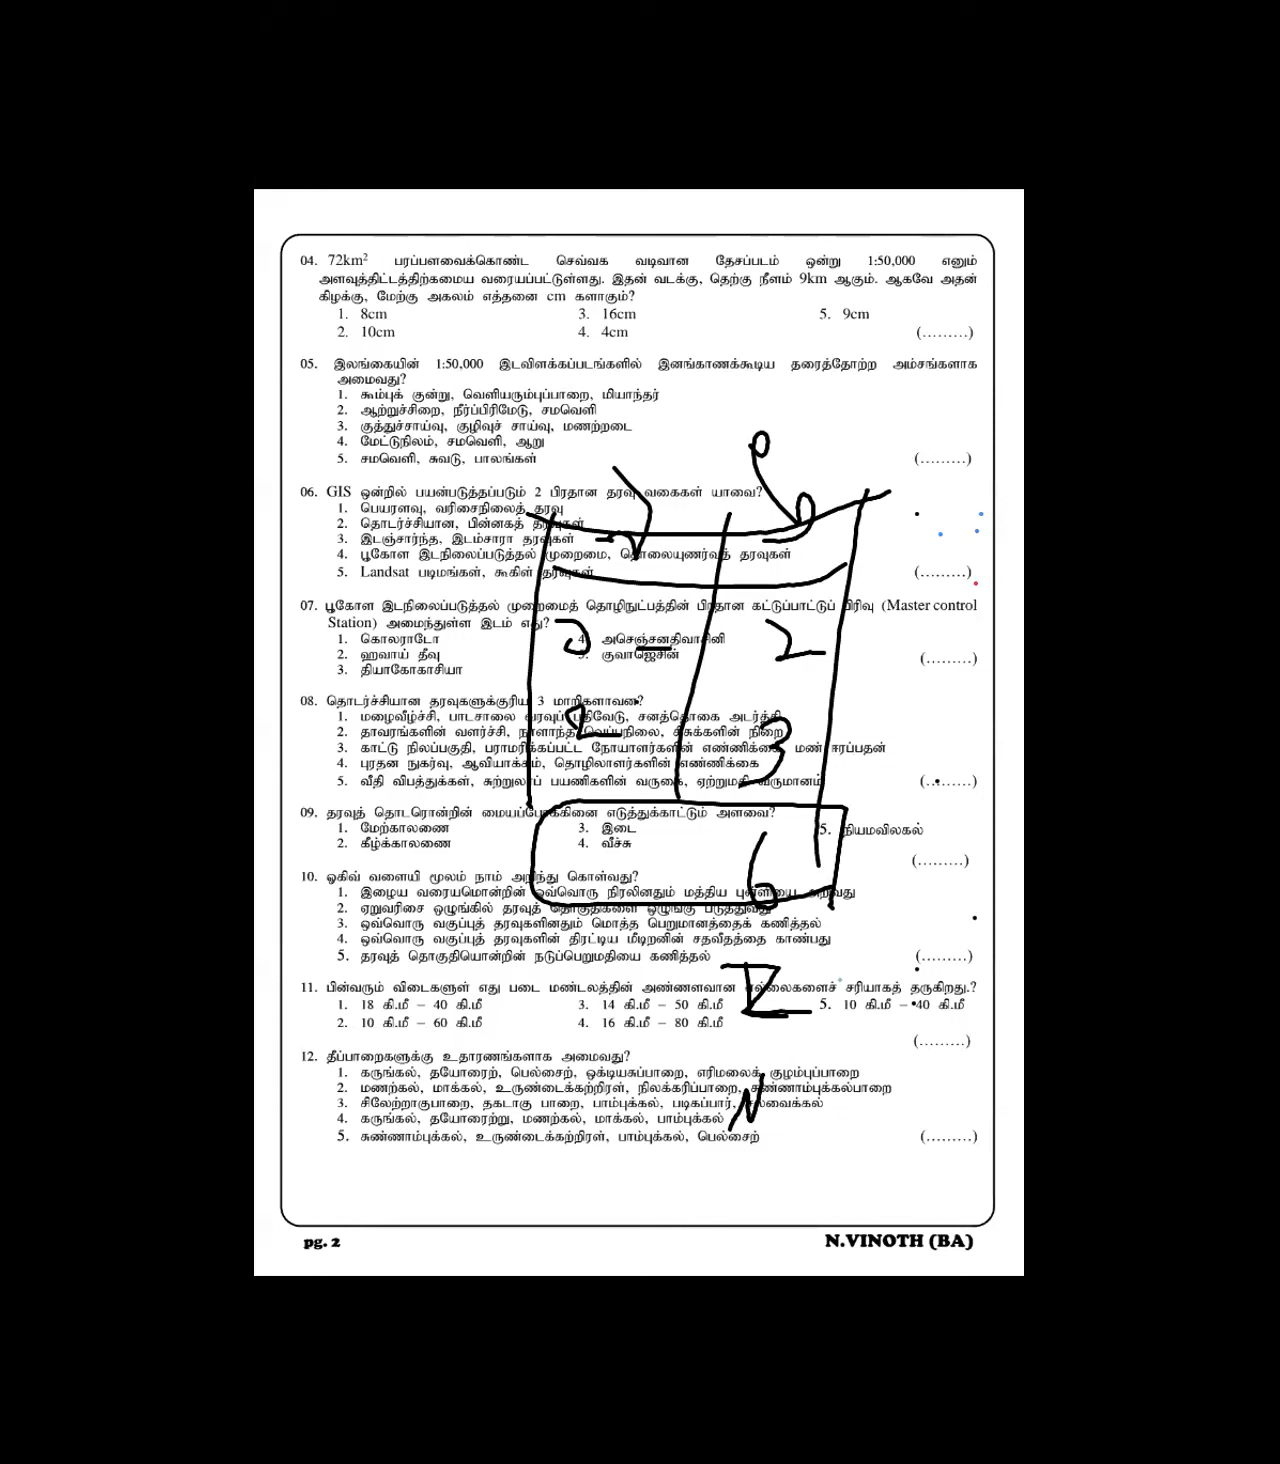 04. 72km² பரப்பளவைக்கொண்ட செவ்வக வடிவான தேசப்படம் ஒன்று 1:50,000 எனும்
அளவுத்திட்டத்திற்கமைய வரையப்பட்டுள்ளது. இதன் வடக்கு, தெற்கு நீளம் 9km ஆகும். ஆகவே அதன்
கிழக்கு, மேற்கு அகலம் எத்தனை cm களாகும்?
1. 8cm 3. 16cm 5. 9cm
2. 10cm 4. 4cm (.........)
05. இலங்கையின் 1:50,000 இடவிளக்கப்படங்களில் இனங்காணக்கூடிய தரைத்தோற்ற அம்சங்களாக
அமைவது?
1. கூம்புக் குன்று, வெளியரும்புப்பாறை, மியாந்தர்
2. ஆற்றுச்சிறை, நீர்ப்பிரிமேடு, சமவெளி
3. குத்துச்சாய்வு, குழிவுச் சாய்வு, மணற்றடை
4. மேட்டுநிலம், சமவெளி, ஆறு
5. சமவெளி, சுவடு, பாலங்கள் (.........)
06. GIS ஒன்றில் பயன்படுத்தப்படும் 2 பிரதான தரவு வகைகள் யாவை?
1. பெயரளவு, வரிசைநிலைத் தரவு
2. தொடர்ச்சியான, பின்னகத் தரவுகள்
3. இடஞ்சார்ந்த, இடம்சாரா தரவுகள்
4. பூகோள இடநிலைப்படுத்தல் முறைமை, தொலையுணர்வுத் தரவுகள்
5. Landsat படிமங்கள், கூகிள் தரவுகள் (.........)
07. பூகோள இடநிலைப்படுத்தல் முறைமைத் தொழிநுட்பத்தின் பிரதான கட்டுப்பாட்டுப் பிரிவு (Master control
Station) அமைந்துள்ள இடம் எது?
1. கொலராடோ 4. அசெஞ்சனதிவாசினி
2. ஹவாய் தீவு 5. குவாஜெசின் (.........)
3. தியாகோகாசியா
2 2
08. தொடர்ச்சியான தரவுகளுக்குரிய 3 மாறிகளாவன?
1. மழைவீழ்ச்சி, பாடசாலை வரவுப் பதிவேடு, சனத்தொகை அடர்த்தி
2. தாவரங்களின் வளர்ச்சி, நாளாந்த வெப்பநிலை, சிசுக்களின் நிறை
3. காட்டு நிலப்பகுதி, பராமரிக்கப்பட்ட நோயாளர்களின் எண்ணிக்கை, மண் ஈரப்பதன்
4. புரதன நுகர்வு, ஆவியாக்கம், தொழிலாளர்களின் எண்ணிக்கை
5. வீதி விபத்துக்கள், சுற்றுலாப் பயணிகளின் வருகை, ஏற்றுமதி வருமானம் (.........)
2 3
09. தரவுத் தொடரொன்றின் மையப்போக்கினை எடுத்துக்காட்டும் அளவை?
1. மேற்காலணை 3. இடை 5. நியமவிலகல்
2. கீழ்க்காலணை 4. வீச்சு
(.........)
6
10. ஒகிவ் வளையி மூலம் நாம் அறிந்து கொள்வது?
1. இழைய வரையமொன்றின் ஒவ்வொரு நிரலினதும் மத்திய புள்ளியை அறிவது
2. ஏறுவரிசை ஒழுங்கில் தரவுத் தொகுதிகளை ஒழுங்கு படுத்துவது
3. ஒவ்வொரு வகுப்புத் தரவுகளினதும் மொத்த பெறுமானத்தைக் கணித்தல்
4. ஒவ்வொரு வகுப்புத் தரவுகளின் திரட்டிய மீடிறனின் சதவீதத்தை காண்பது
5. தரவுத் தொகுதியொன்றின் நடுப்பெறுமதியை கணித்தல் (.........)
11. பின்வரும் விடைகளுள் எது படை மண்டலத்தின் அண்ணளவான எல்லைகளைச் சரியாகத் தருகிறது.?
1. 18 கி.மீ – 40 கி.மீ 3. 14 கி.மீ – 50 கி.மீ 5. 10 கி.மீ – 40 கி.மீ
2. 10 கி.மீ – 60 கி.மீ 4. 16 கி.மீ – 80 கி.மீ
(.........)
12. தீப்பாறைகளுக்கு உதாரணங்களாக அமைவது?
1. கருங்கல், தயோரைற், பெல்சைற், ஒக்டியசுப்பாறை, எரிமலைக் குழம்புப்பாறை
2. மணற்கல், மாக்கல், உருண்டைக்கற்றிரள், நிலக்கரிப்பாறை, சுண்ணாம்புக்கல்பாறை
3. சிலேற்றாகுபாறை, தகடாகு பாறை, பாம்புக்கல், படிகப்பார், சலவைக்கல்
4. கருங்கல், தயோரைற்று, மணற்கல், மாக்கல், பாம்புக்கல்
N
5. சுண்ணாம்புக்கல், உருண்டைக்கற்றிரள், பாம்புக்கல், பெல்சைற் (.........)
pg. 2 N.VINOTH (BA)